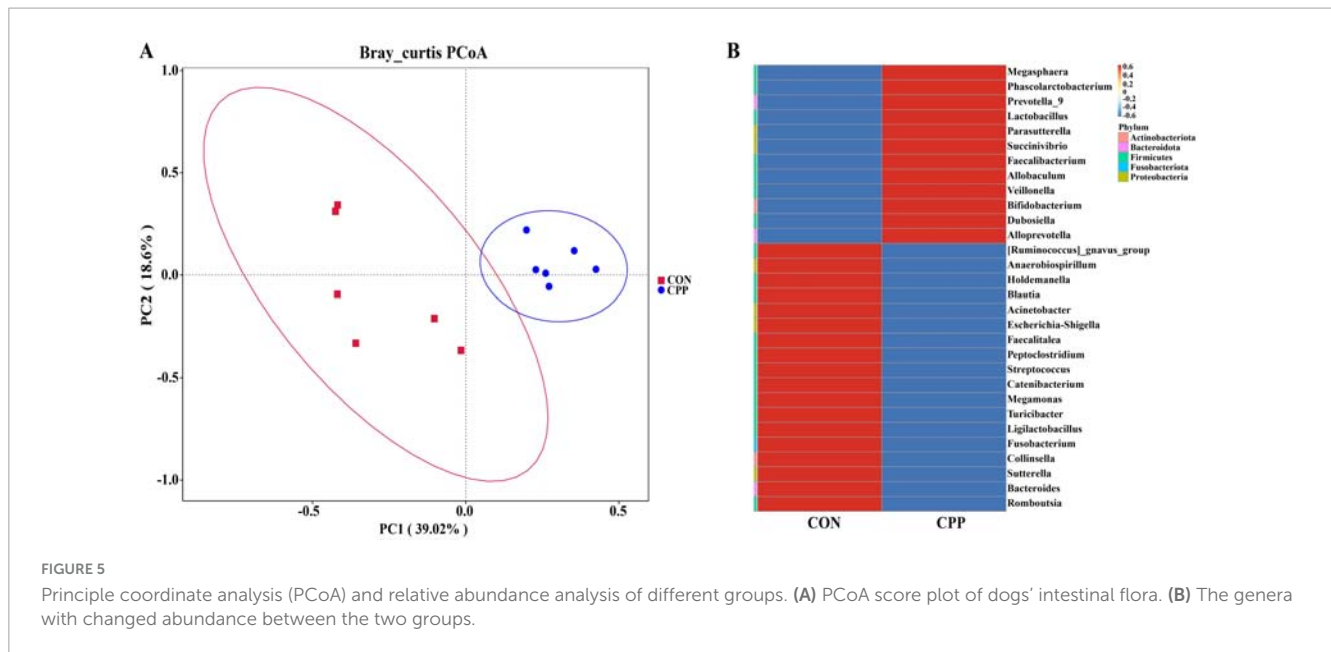 A
Bray_curtis PCoA
1.0
0.5
0.0
-0.5
-1.0
PC2 ( 18.6% )
-0.5
0.0
0.5
PC1 ( 39.02% )
CON
CPP
B
Megasphaera
Phascolarctobacterium
Prevotella_9
Lactobacillus
Parasutterella
Succinivibrio
Faecalibacterium
Allobaculum
Veillonella
Bifidobacterium
Dubosiella
Alloprevotella
[Ruminococcus]_gnavus_group
Anaerobiospirillum
Holdemanella
Blautia
Acinetobacter
Escherichia-Shigella
Faecalitalea
Peptoclostridium
Streptococcus
Catenibacterium
Megamonas
Turicibacter
Ligilactobacillus
Fusobacterium
Collinsella
Sutterella
Bacteroides
Romboutsia
CON CPP
0.6
0.4
0.2
0
-0.2
-0.4
-0.6
Phylum
Actinobacteriota
Bacteroidota
Firmicutes
Fusobacteriota
Proteobacteria
FIGURE 5
Principle coordinate analysis (PCoA) and relative abundance analysis of different groups. (A) PCoA score plot of dogs' intestinal flora. (B) The genera
with changed abundance between the two groups.